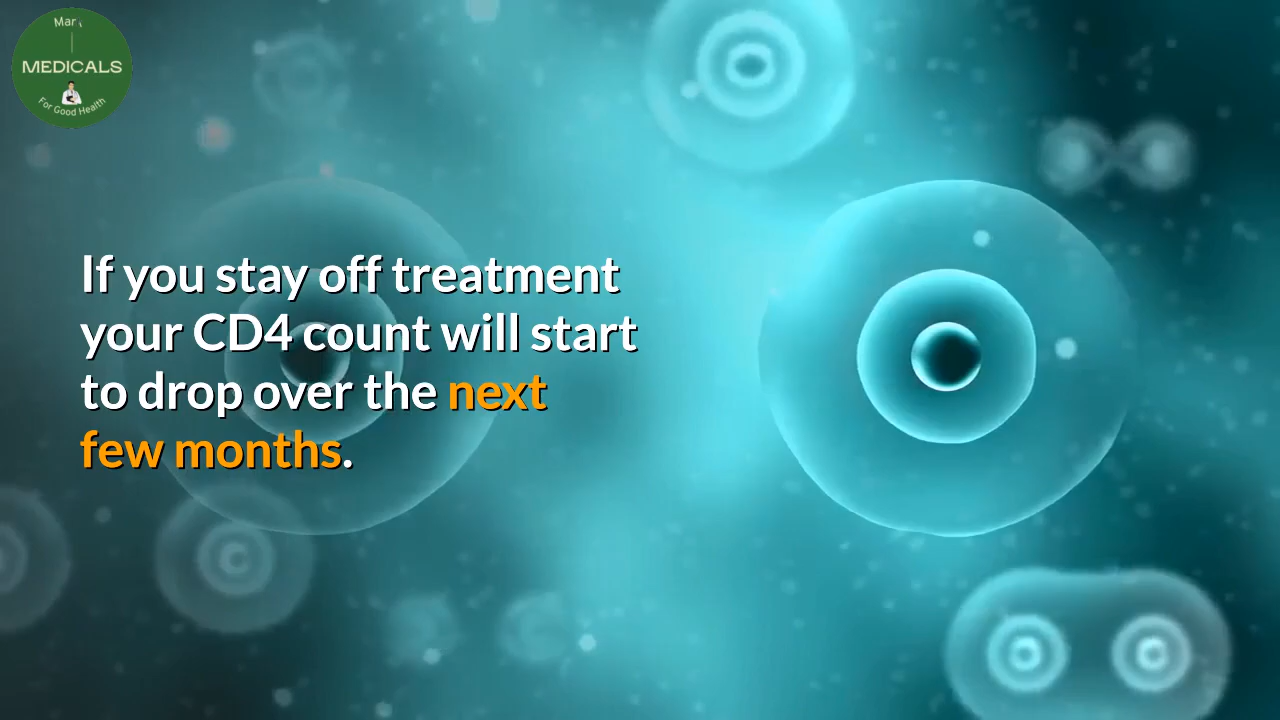 MEDICALS
For Good Health
If you stay off treatment
your CD4 count will start
to drop over the next
few months.